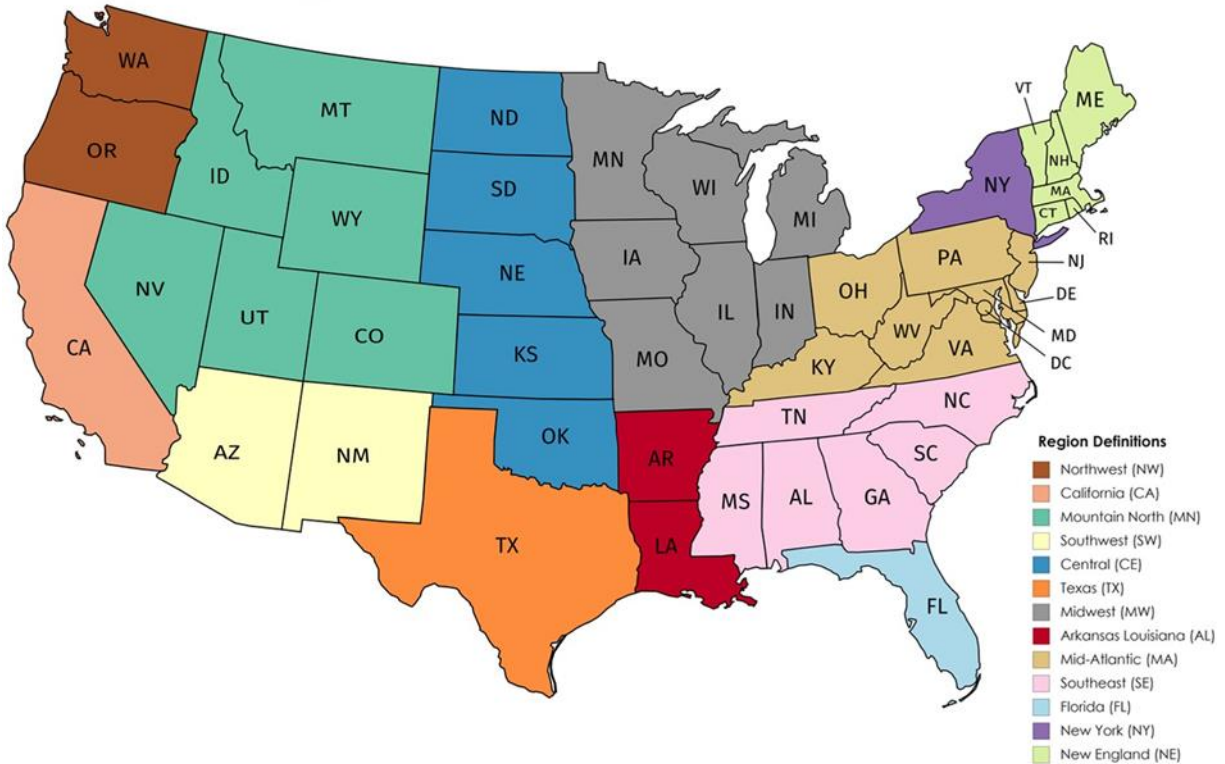 WA
OR
CA
MT
ID
WY
NV
UT
CO
AZ
NM
ND
SD
NE
KS
OK
TX
MN
IA
MO
WI
IL
IN
MI
AR
LA
OH
KY
WV
VA
PA
NJ
DE
MD
DC
TN
NC
SC
MS
AL
GA
FL
NY
VT
NH
ME
MA
CT
RI
Region Definitions
Northwest (NW)
California (CA)
Mountain North (MN)
Southwest (SW)
Central (CE)
Texas (TX)
Midwest (MW)
Arkansas Louisiana (AL)
Mid-Atlantic (MA)
Southeast (SE)
Florida (FL)
New York (NY)
New England (NE)